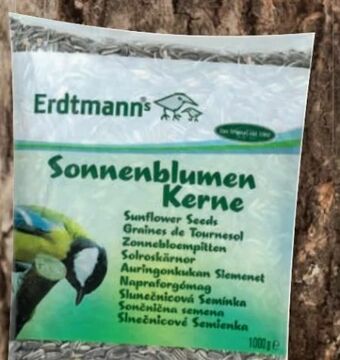 Erdtmann's
Sonnenblumen
Kerne
Sunflower Seeds
Graines de Tournesol
Zonnebloempitten
Solroskärnor
Auringonkukan Siemenet
Napraforgómag
Slunečnicová Semínka
Sončnična semena
Slnečnicové Semienka
1000g e